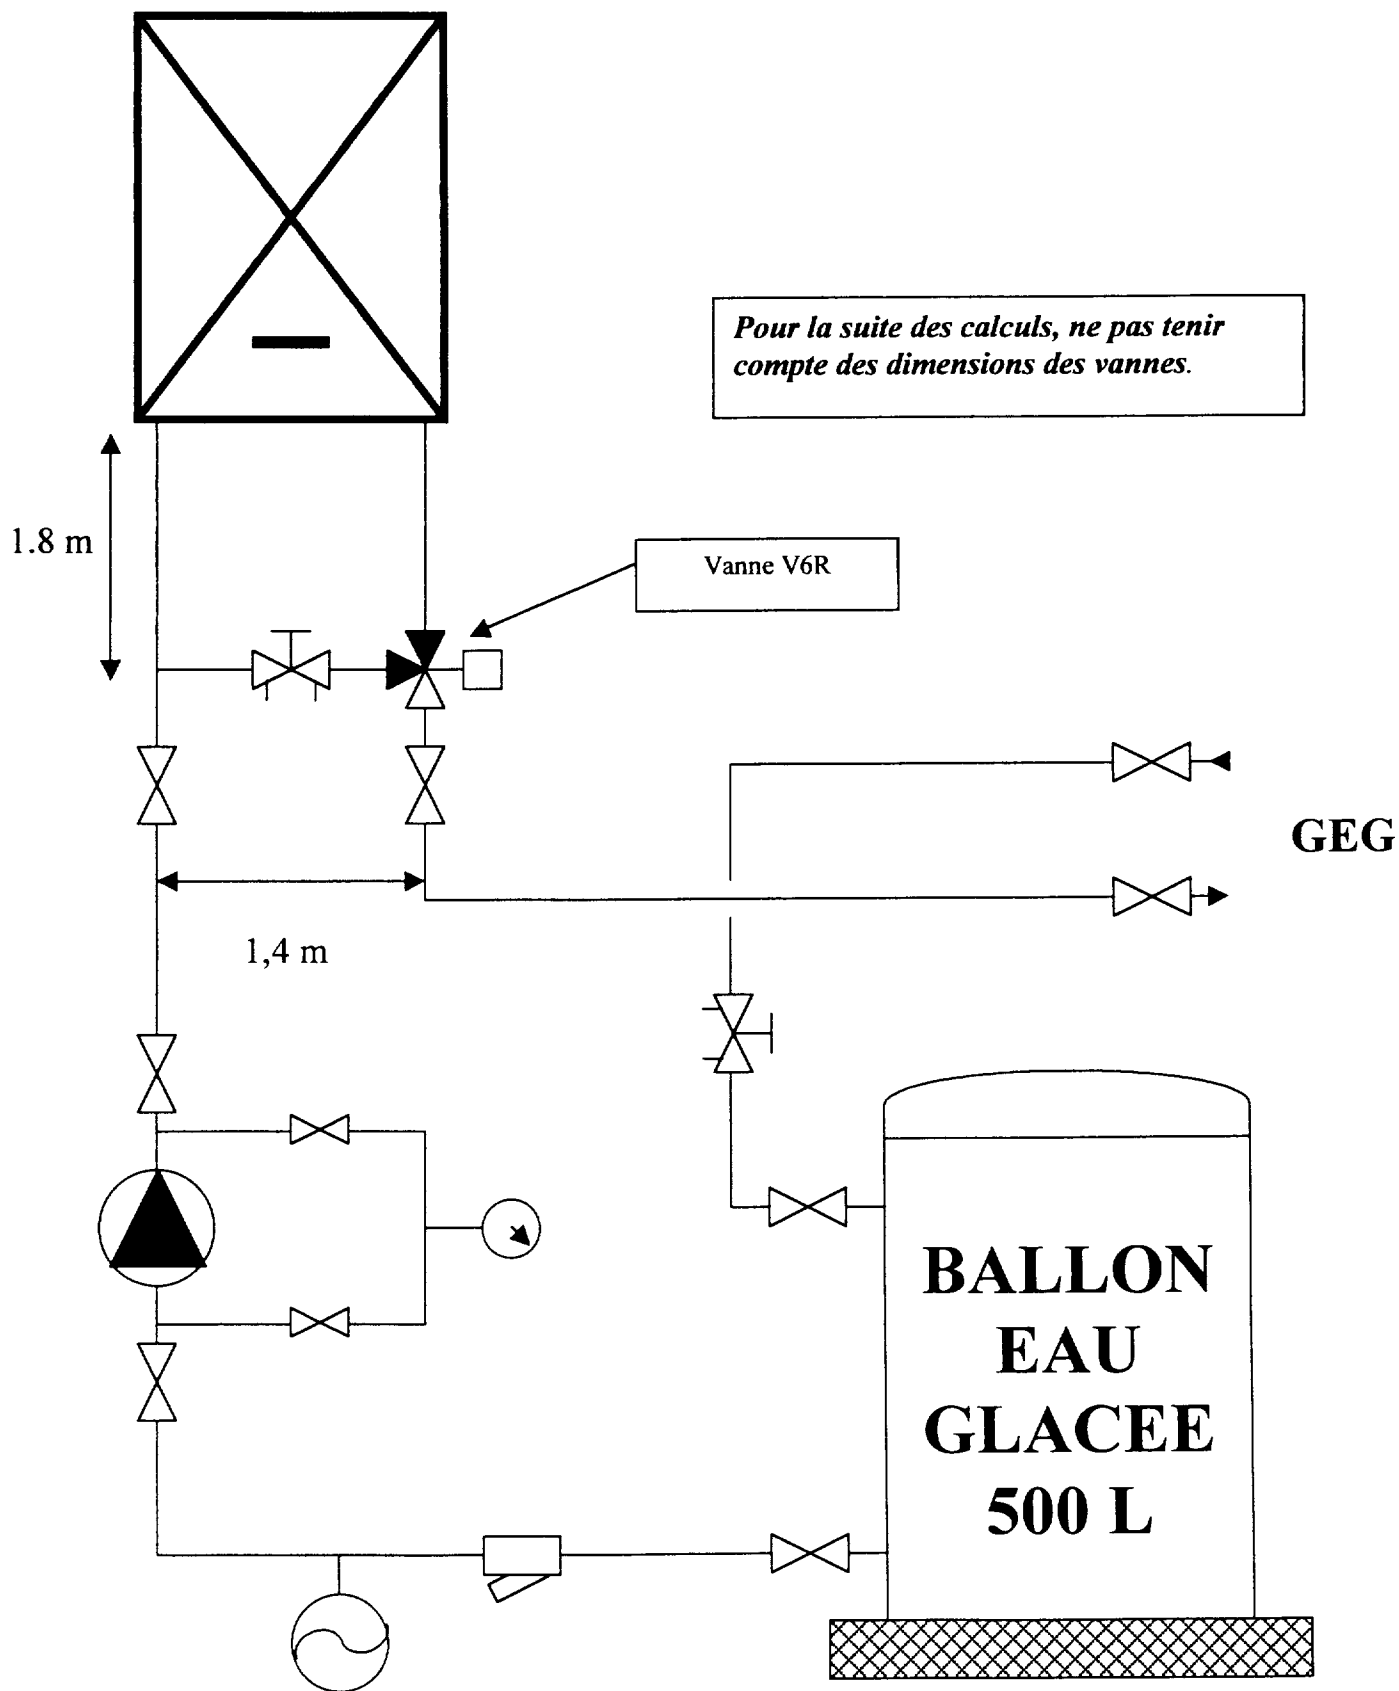 Pour la suite des calculs, ne pas tenir
compte des dimensions des vannes.
1.8 m
Vanne V6R
GEG
1,4 m
BALLON
EAU
GLACEE
500 L